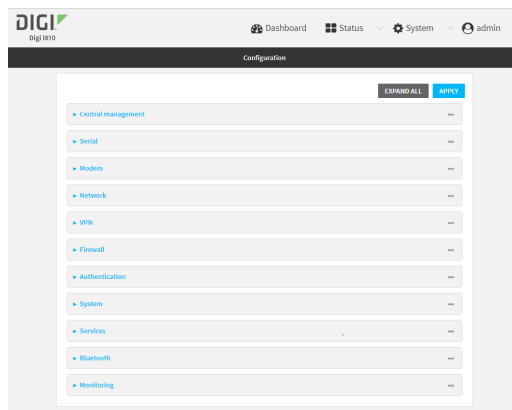 DIGI
Digi IX10
Dashboard
Status
System
admin
Configuration
EXPAND ALL
APPLY
Central management
Serial
Modem
Network
VPN
Firewall
Authentication
System
Services
Bluetooth
Monitoring